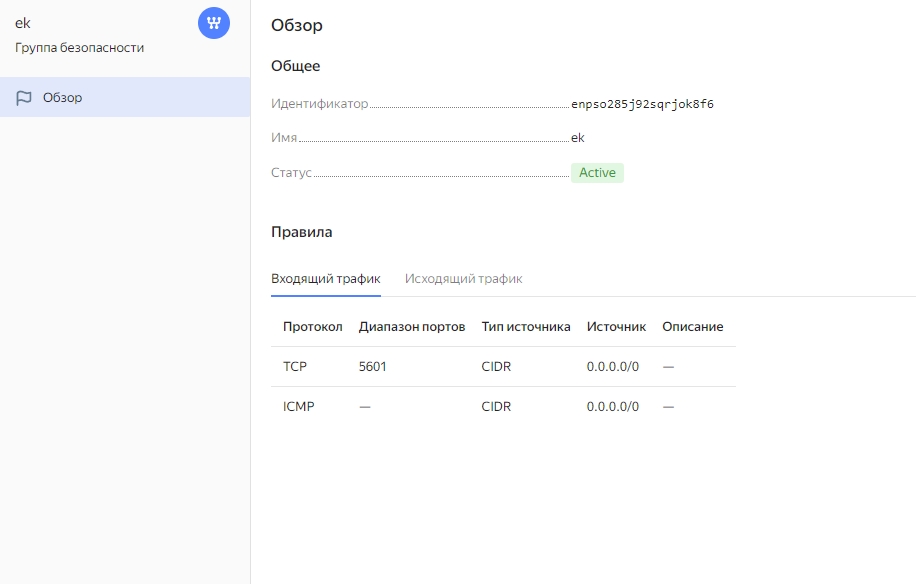 ek
Группа безопасности
Обзор
Обзор
Общее
Идентификатор enpso285j92sqrjok8f6
Имя ek
Статус Active
Правила
Входящий трафик Исходящий трафик
Протокол Диапазон портов Тип источника Источник Описание
TCP 5601 CIDR 0.0.0.0/0 —
ICMP — CIDR 0.0.0.0/0 —